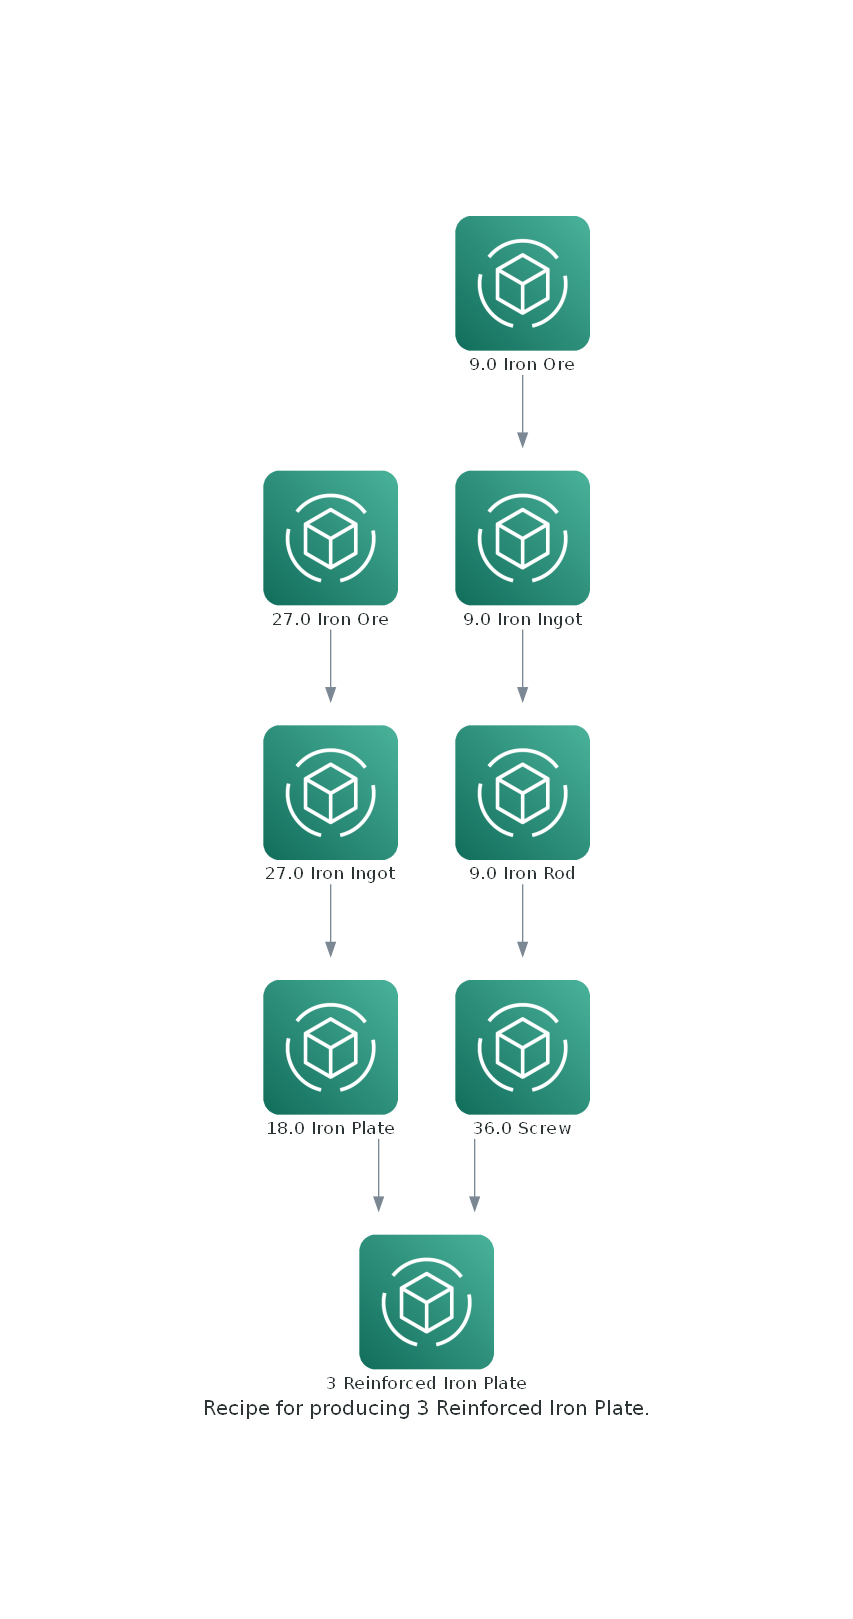 9.0 Iron Ore
27.0 Iron Ore
9.0 Iron Ingot
27.0 Iron Ingot
9.0 Iron Rod
18.0 Iron Plate
36.0 Screw
3 Reinforced Iron Plate
Recipe for producing 3 Reinforced Iron Plate.